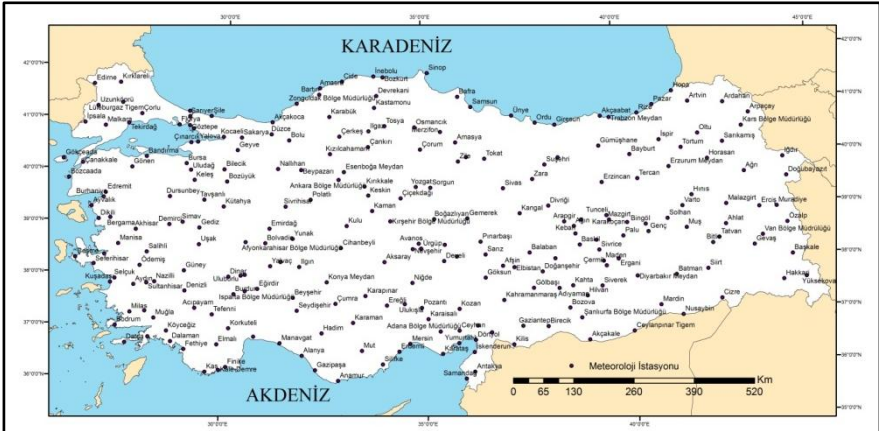 30°0'0"E 35°0'0"E 40°0'0"E 45°0'0"E
KARADENİZ
42°0'0"N
41°0'0"N
40°0'0"N
39°0'0"N
38°0'0"N
37°0'0"N
36°0'0"N
Edirne Kırklareli
Uzunköprü
Lüleburgaz Tigem Çorlu
İpsala
Malkara
Tekirdağ
Sarıyer Şile
Florya
Göztepe
Kocaeli Sakarya
Çınarcık Yalova
Geyve
Akçakoca
Düzce
Bolu
Zonguldak Bölge Müdürlüğü
Bartın
Amasra
Cide
İnebolu
Bozkurt
Sinop
Devrekani
Kastamonu
Karabük
Çerkeş
Ilgaz
Tosya
Osmancık
Merzifon
Bafra
Samsun
Ünye
Ordu
Giresun
Akçaabat
Trabzon Meydan
Rize
Pazar
Hopa
Artvin
Ardahan
Arpaçay
Kars Bölge Müdürlüğü
Sarıkamış
Oltu
İspir
Tortum
Horasan
Iğdır
Doğubayazıt
Ağrı
Erzurum Meydan
Bayburt
Gümüşhane
Tercan
Erzincan
Suşehri
Zara
Sivas
Tokat
Zile
Amasya
Çorum
Çankırı
Kızılcahamam
Esenboğa Meydan
Nallıhan
Beypazarı
Ankara Bölge Müdürlüğü
Kırıkkale
Keskin
Yozgat
Sorgun
Çiçekdağı
Polatlı
Sivrihisar
Bilecik
Bozüyük
Bursa
Uludağ
Keleş
Bandırma
Gönen
Gökçeada
Çanakkale
Bozcaada
Edremit
Burhaniye
Ayvalık
Dursunbey
Tavşanlı
Kütahya
Dikili
Bergama
Akhisar
Demirci
Simav
Gediz
Uşak
Emirdağ
Bolvadin
Yunak
Afyonkarahisar Bölge Müdürlüğü
Kulu
Kaman
Kırşehir Bölge Müdürlüğü
Cihanbeyli
Boğazlıyan
Gemerek
Kangal
Divriği
Arapgir
Ağın
Keban
Tunceli
Mazgirt
Bingöl
Palu
Genç
Solhan
Varto
Hınıs
Malazgirt
Erciş
Muradiye
Özalp
Ahlat
Muş
Tatvan
Bitlis
Van Bölge Müdürlüğü
Gevaş
Başkale
Hakkari
Yüksekova
Siirt
Batman
Cizre
Nusaybin
Mardin
Diyarbakır Meydan
Ergani
Maden
Çermik
Sivrice
Baskil
Siverek
Hilvan
Kahta
Adıyaman
Bozova
Gölbaşı
Doğanşehir
Balaban
Elbistan
Afşin
Göksun
Sarız
Pınarbaşı
Develi
Avanos
Ürgüp
Nevşehir
Aksaray
Niğde
Manisa
Salihli
Çeşme
Seferihisar
Ödemiş
Selçuk
Kuşadası
Aydın
Sultanhisar
Nazilli
Güney
Denizli
Dinar
Uluborlu
Yalvaç
Ilgın
Eğirdir
Burdur
Isparta Bölge Müdürlüğü
Konya Meydan
Beyşehir
Seydişehir
Çumra
Karapınar
Ereğli
Ulukışla
Pozantı
Karaisalı
Kozan
Kahramanmaraş
Gaziantep
Birecik
Şanlıurfa Bölge Müdürlüğü
Ceylanpınar Tigem
Akçakale
Kilis
Adana Bölge Müdürlüğü
Ceyhan
Dörtyol
Yumurtalık
Karataş
İskenderun
Antakya
Samandağ
Mersin
Erdemli
Silifke
Mut
Karaman
Hadim
Anamur
Gazipaşa
Alanya
Manavgat
Korkuteli
Elmalı
Tefenni
Acıpayam
Milas
Muğla
Bodrum
Datça
Köyceğiz
Dalaman
Fethiye
Kaş
Kale-Demre
Finike
AKDENİZ
Meteoroloji İstasyonu
Km
0 65 130 260 390 520
30°0'0"E 35°0'0"E 40°0'0"E